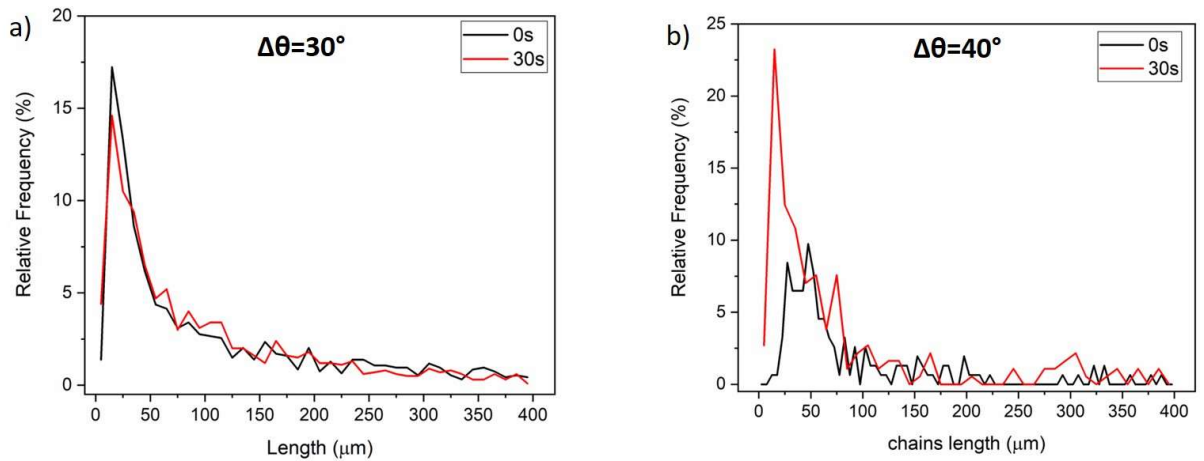 a)
Δθ=30°
0s
30s
20
15
10
5
0
Relative Frequency (%)
0 50 100 150 200 250 300 350 400
Length (μm)
b)
Δθ=40°
0s
30s
25
20
15
10
5
0
Relative Frequency (%)
0 50 100 150 200 250 300 350 400
chains length (μm)